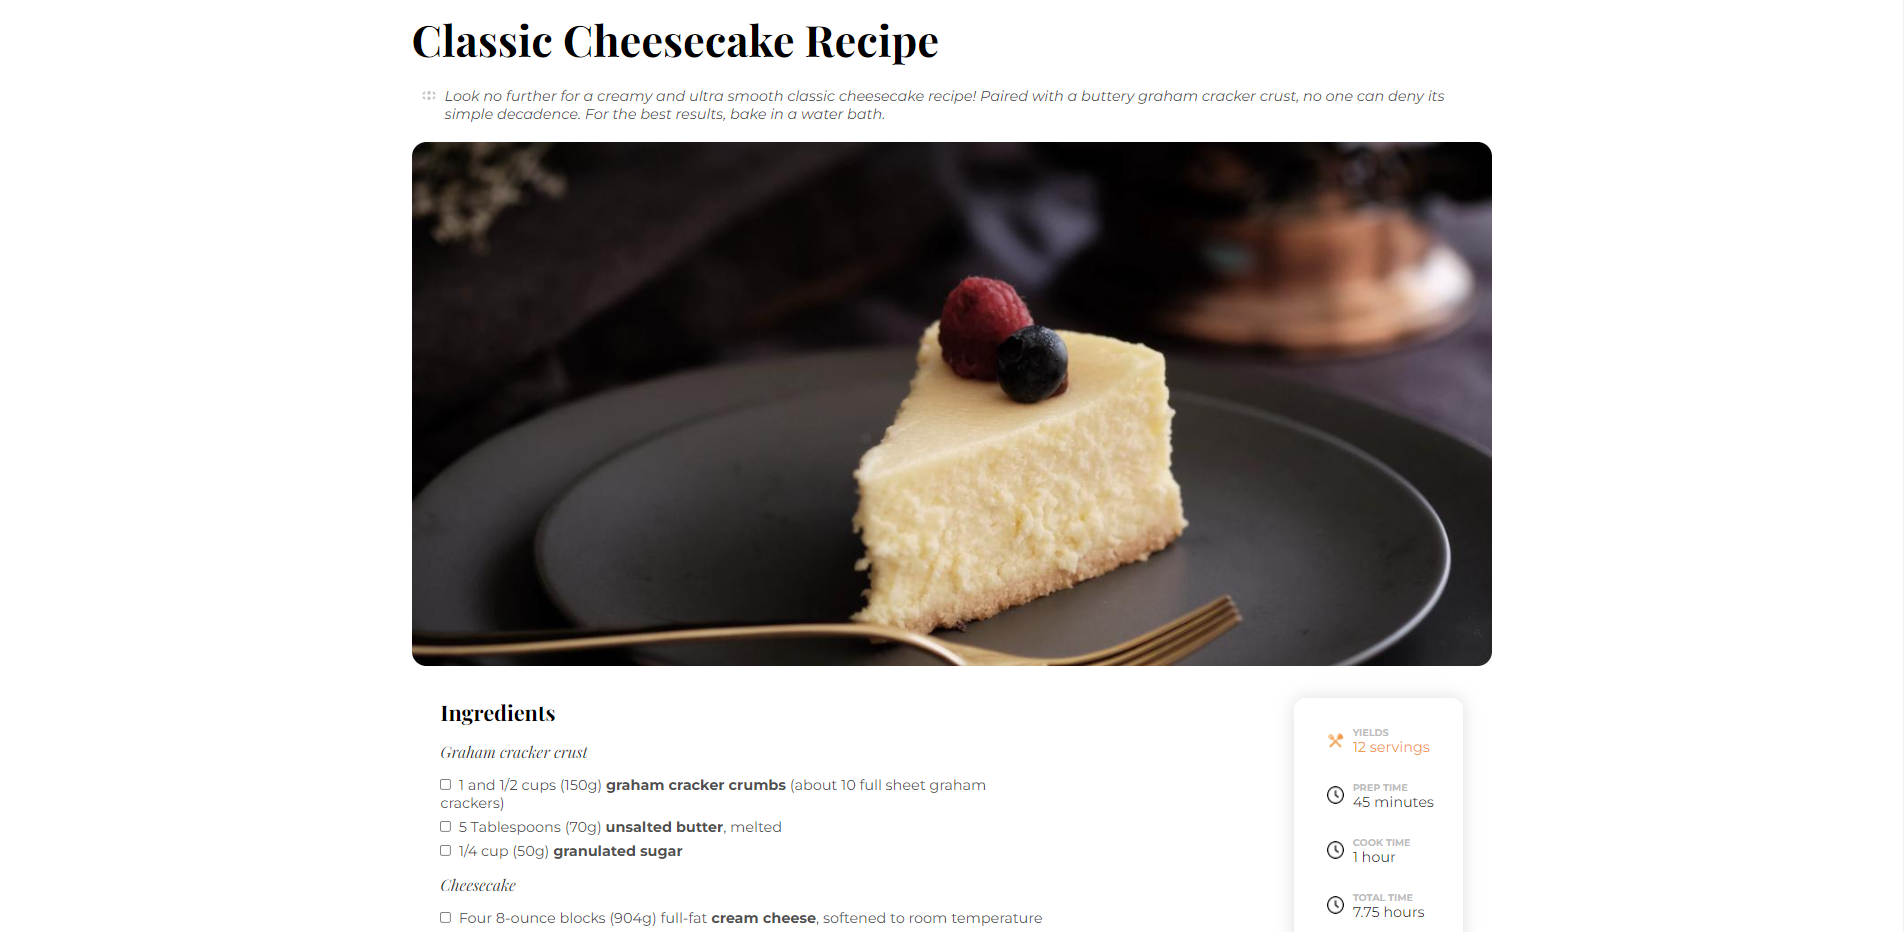 Classic Cheesecake Recipe
Look no further for a creamy and ultra smooth classic cheesecake recipe! Paired with a buttery graham cracker crust, no one can deny its
simple decadence. For the best results, bake in a water bath.
Ingredients
Graham cracker crust
1 and 1/2 cups (150g) graham cracker crumbs (about 10 full sheet graham
crackers)
5 Tablespoons (70g) unsalted butter, melted
1/4 cup (50g) granulated sugar
Cheesecake
Four 8-ounce blocks (904g) full-fat cream cheese, softened to room temperature
YIELDS
12 servings
PREP TIME
45 minutes
COOK TIME
1 hour
TOTAL TIME
7.75 hours